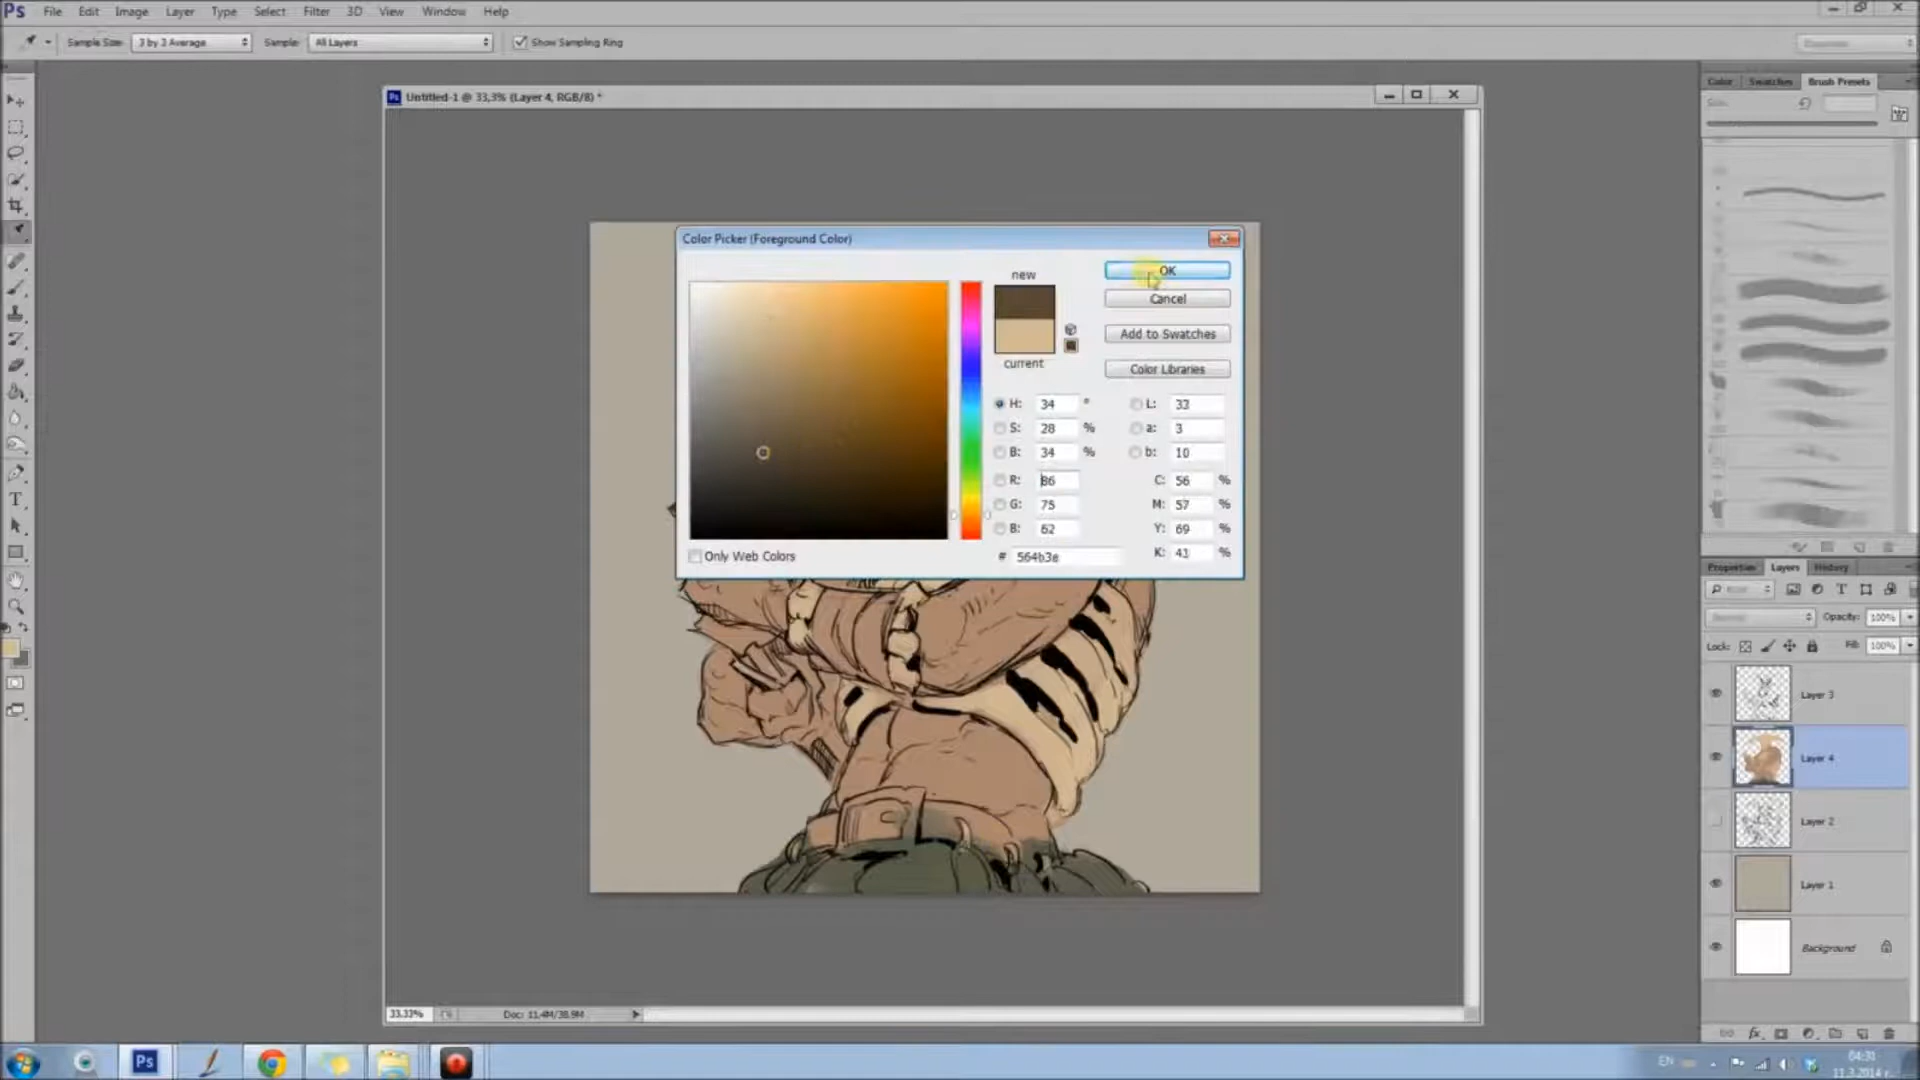 Ps File Edit Image Layer Type Select Filter 3D View Window Help
Sample Size: 3 by 3 Average Sample: All Layers Show Sampling Ring
Color Swatches Brush Presets
Ps Untitled-1 @ 33,3% (Layer 4, RGB/8) *
Size:
Color Picker (Foreground Color)
new
OK
Cancel
Add to Swatches
current
Color Libraries
H: 34 ° L: 33
S: 28 % a: 3
B: 34 % b: 10
R: 86 C: 56 %
G: 75 M: 57 %
B: 62 Y: 69 %
# 564b3e K: 41 %
Only Web Colors
Properties Layers History
Opacity: 100%
Lock: Fill: 100%
Layer 3
Layer 4
Layer 2
Layer 1
Background
33.33% Doc: 11,4M/38,9M
fx
Ps EN 04:31
11.3.2014 г.